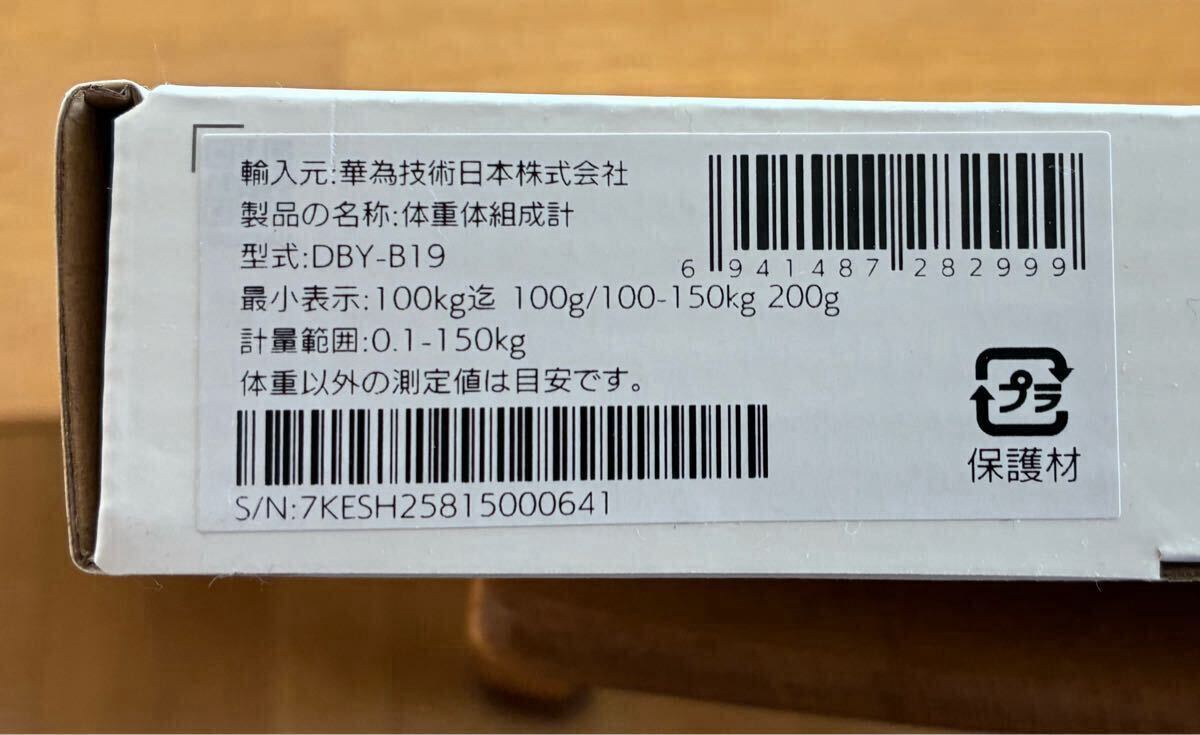 輸入元:華為技術日本株式会社
製品の名称:体重体組成計
型式:DBY-B19
最小表示:100kg迄 100g/100-150kg 200g
計量範囲:0.1-150kg
体重以外の測定値は目安です。
S/N:7KESH25815000641
6 941487 282999
プラ
保護材